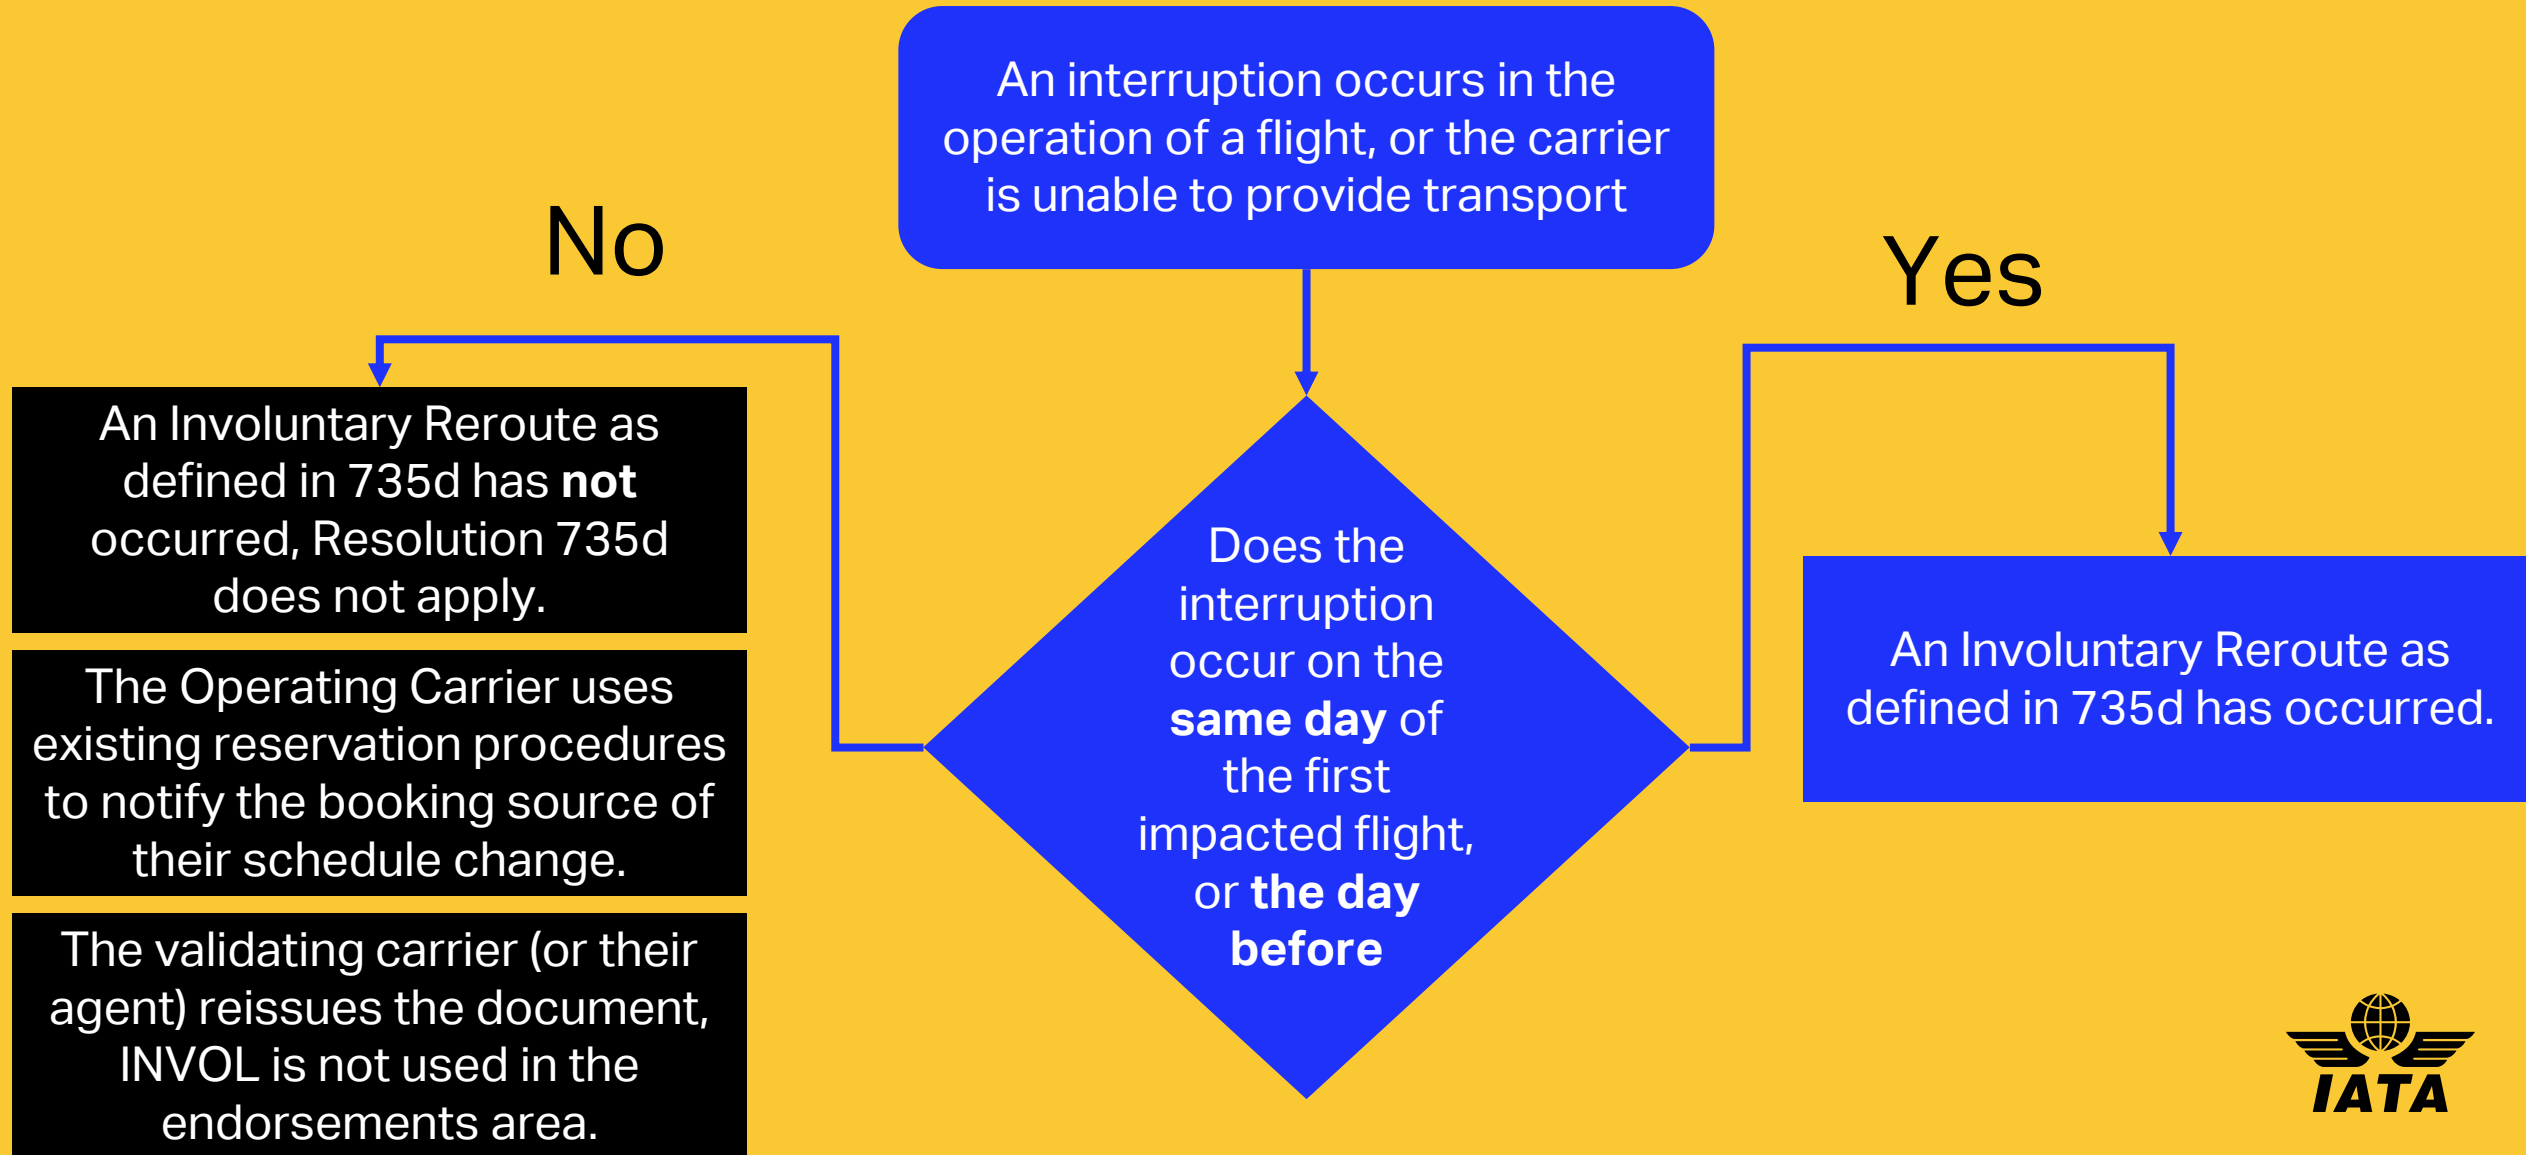 An interruption occurs in the
operation of a flight, or the carrier
is unable to provide transport
No
Yes
An Involuntary Reroute as
defined in 735d has not
occurred, Resolution 735d
does not apply.
The Operating Carrier uses
existing reservation procedures
to notify the booking source of
their schedule change.
The validating carrier (or their
agent) reissues the document,
INVOL is not used in the
endorsements area.
Does the
interruption
occur on the
same day of
the first
impacted flight,
or the day
before
An Involuntary Reroute as
defined in 735d has occurred.
IATA